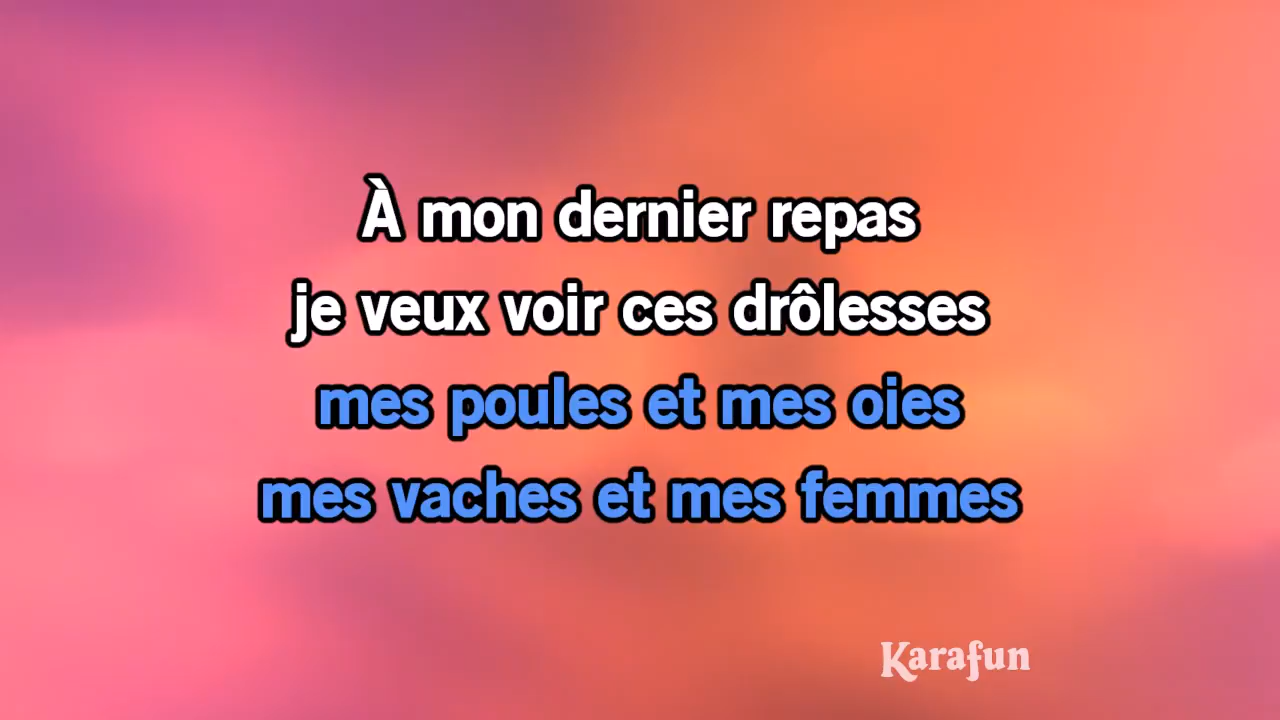 À mon dernier repas
je veux voir ces drôlesses
mes poules et mes oies
mes vaches et mes femmes
Karafun